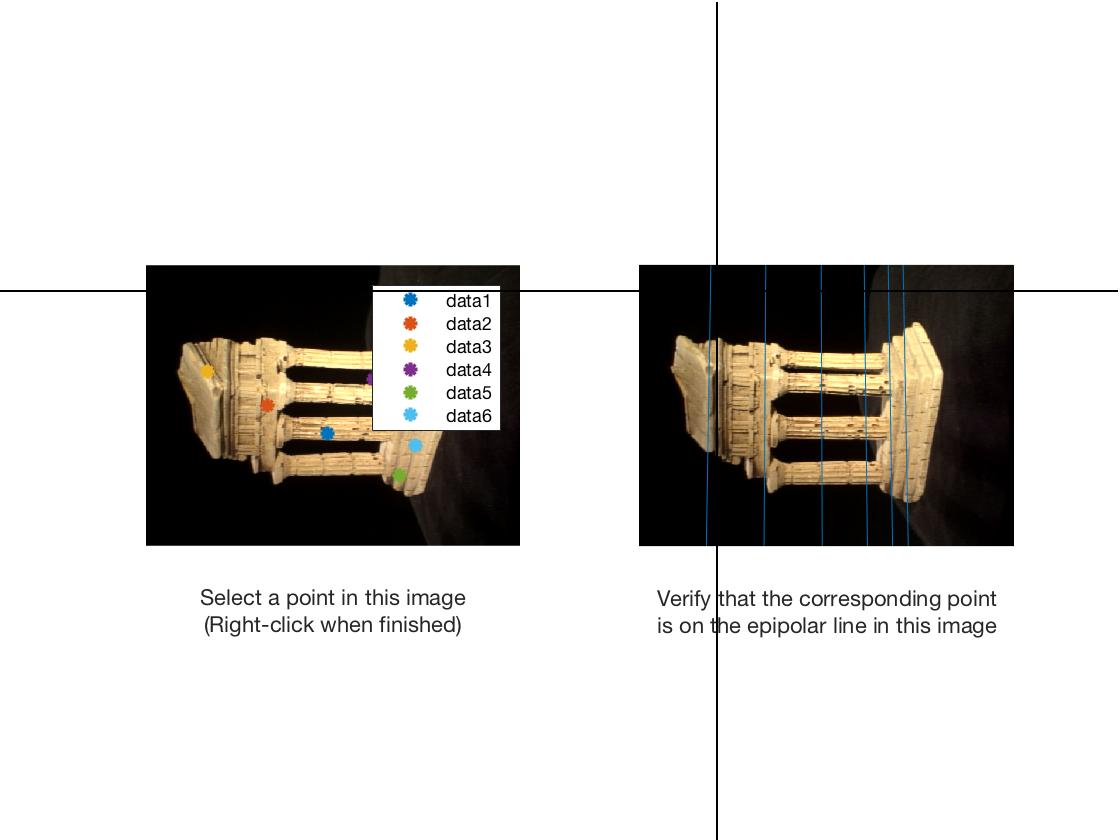 data1
data2
data3
data4
data5
data6
Select a point in this image
(Right-click when finished)
Verify that the corresponding point
is on the epipolar line in this image